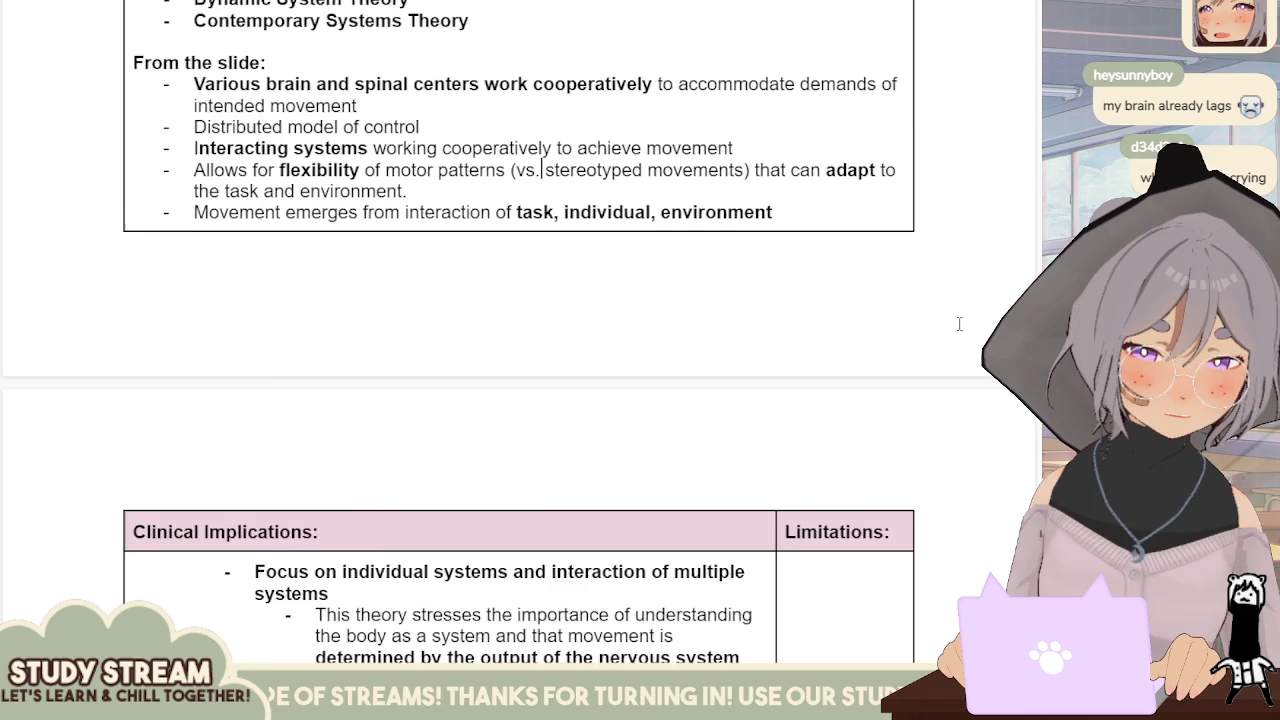 Dynamic System Theory
- Contemporary Systems Theory
From the slide:
- Various brain and spinal centers work cooperatively to accommodate demands of
intended movement
- Distributed model of control
- Interacting systems working cooperatively to achieve movement
- Allows for flexibility of motor patterns (vs. stereotyped movements) that can adapt to
the task and environment.
- Movement emerges from interaction of task, individual, environment
Clinical Implications:
Limitations:
- Focus on individual systems and interaction of multiple
systems
- This theory stresses the importance of understanding
the body as a system and that movement is
determined by the output of the nervous system
heysunnyboy
my brain already lags
crying
STUDY STREAM
LET'S LEARN & CHILL TOGETHER!
PE OF STREAMS! THANKS FOR TURNING IN! USE OUR STU